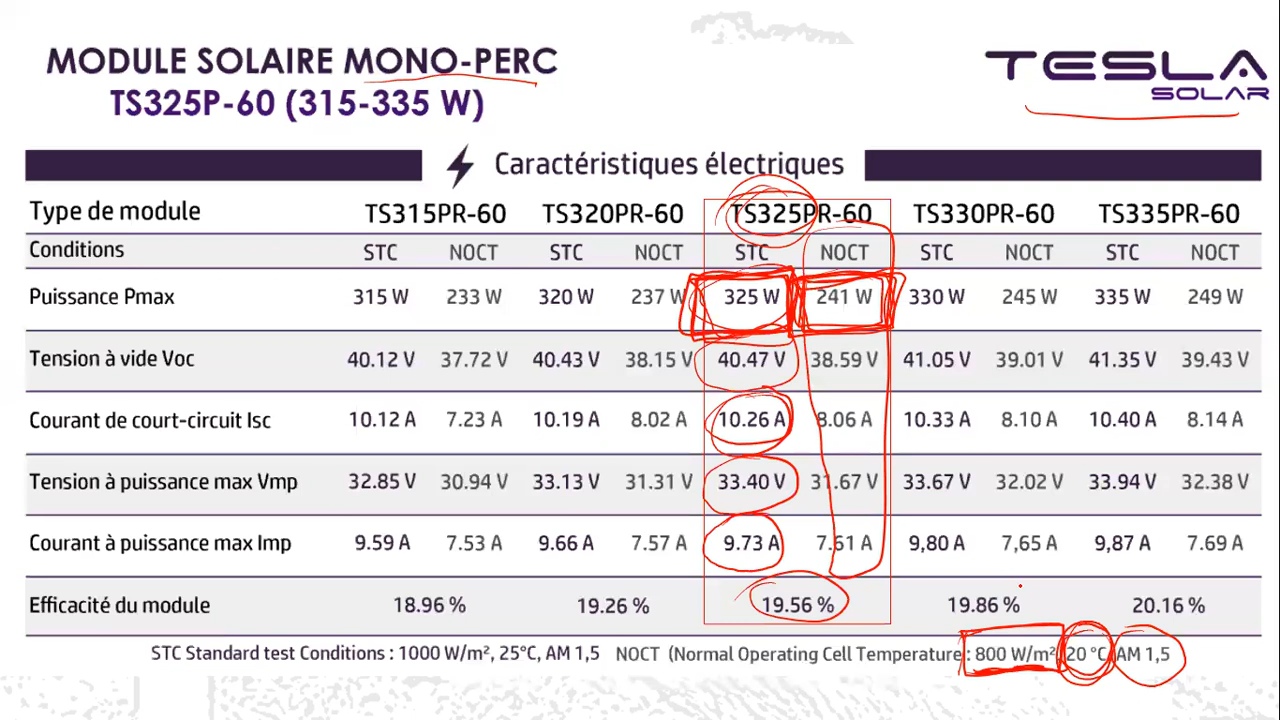 MODULE SOLAIRE MONO-PERC
TS325P-60 (315-335 W)
TESLA
SOLAR
Caractéristiques électriques
Type de module TS315PR-60 TS320PR-60 TS325PR-60 TS330PR-60 TS335PR-60
Conditions STC NOCT STC NOCT STC NOCT STC NOCT STC NOCT
Puissance Pmax 315 W 233 W 320 W 237 W 325 W 241 W 330 W 245 W 335 W 249 W
Tension à vide Voc 40.12 V 37.72 V 40.43 V 38.15 V 40.47 V 38.59 V 41.05 V 39.01 V 41.35 V 39.43 V
Courant de court-circuit Isc 10.12 A 7.23 A 10.19 A 8.02 A 10.26 A 8.06 A 10.33 A 8.10 A 10.40 A 8.14 A
Tension à puissance max Vmp 32.85 V 30.94 V 33.13 V 31.31 V 33.40 V 31.67 V 33.67 V 32.02 V 33.94 V 32.38 V
Courant à puissance max Imp 9.59 A 7.53 A 9.66 A 7.57 A 9.73 A 7.61 A 9,80 A 7,65 A 9,87 A 7.69 A
Efficacité du module 18.96 % 19.26 % 19.56 % 19.86 % 20.16 %
STC Standard test Conditions : 1000 W/m², 25°C, AM 1,5 NOCT (Normal Operating Cell Temperature : 800 W/m², 20 °C, AM 1,5